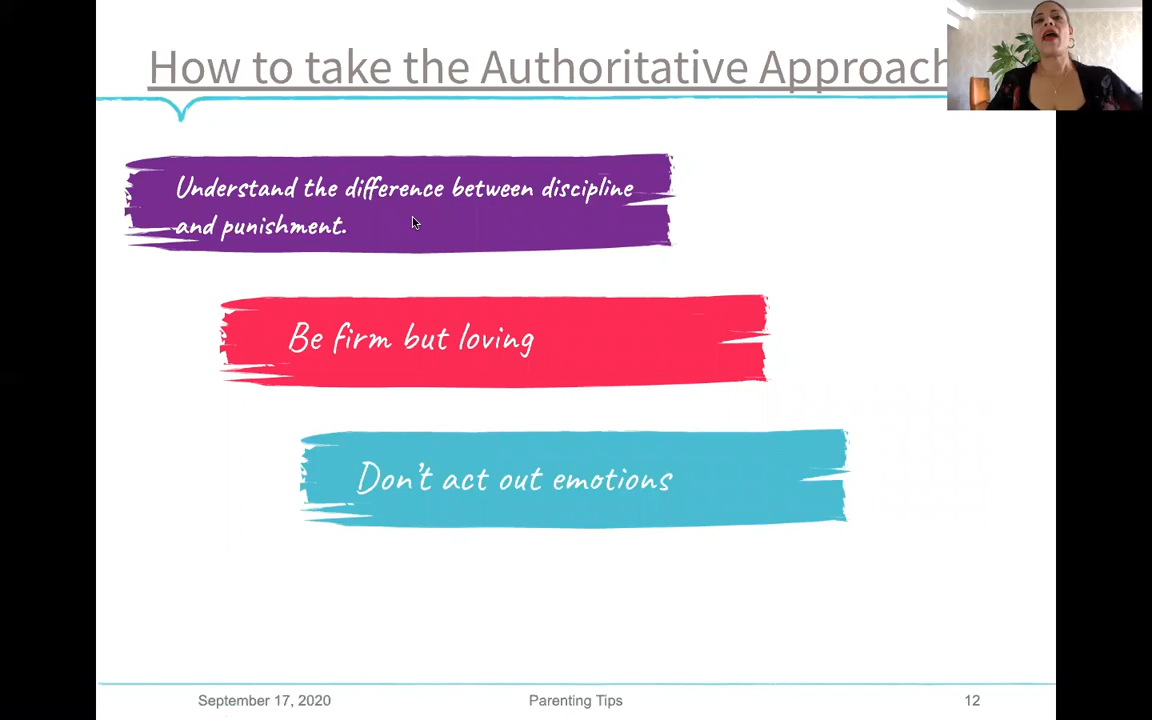 How to take the Authoritative Approach
Understand the difference between discipline
and punishment.
Be firm but loving
Don't act out emotions
September 17, 2020
Parenting Tips
12